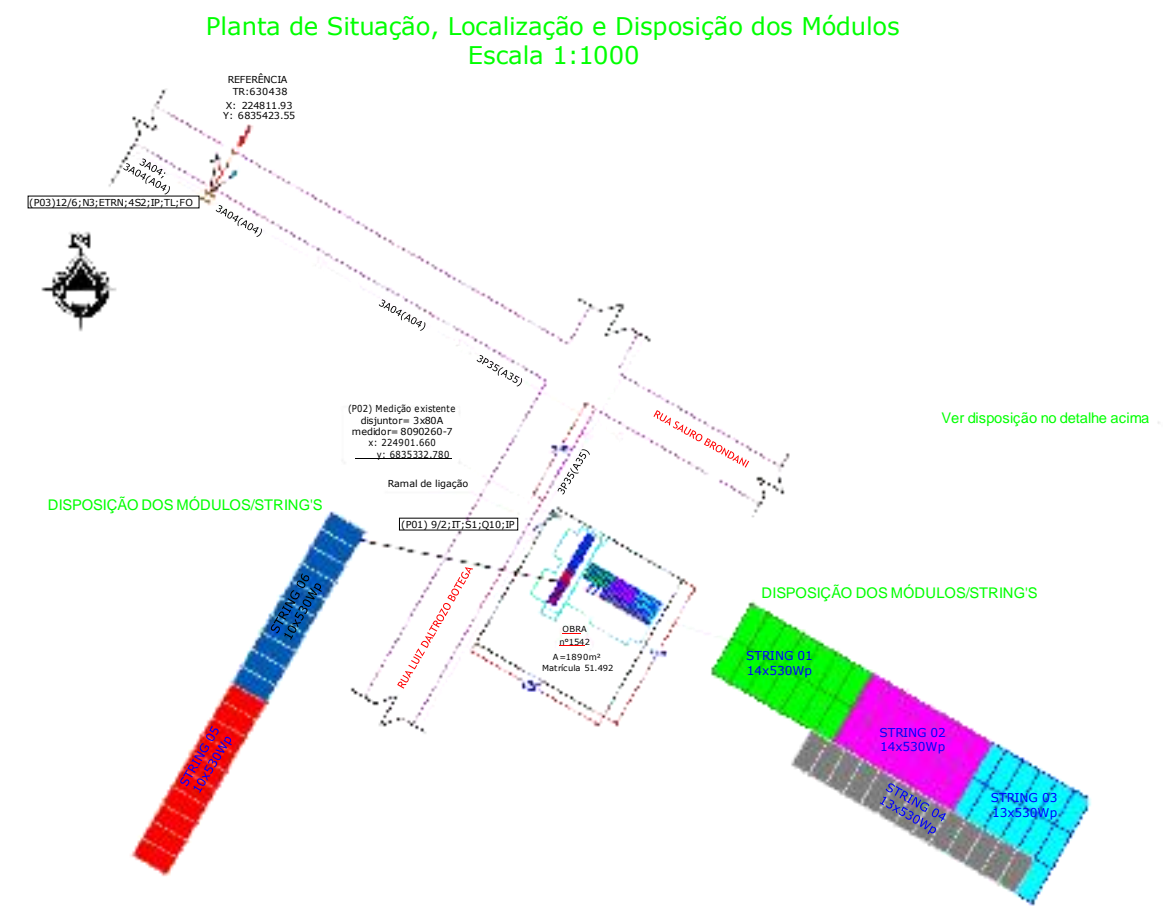 Planta de Situação, Localização e Disposição dos Módulos
Escala 1:1000
REFERÊNCIA
TR:630438
X: 224811.93
Y: 6835423.55
3A04;
3A04(A04)
(P03)12/6;N3;ETRN;4S2;IP;TL;FO
3A04(A04)
N
3A04(A04)
3P35(A35)
(P02) Medição existente
disjuntor= 3x80A
medidor= 8090260-7
x: 224901.660
y: 6835332.780
RUA SAURO BRONDANI
Ver disposição no detalhe acima
3P35(A35)
Ramal de ligação
DISPOSIÇÃO DOS MÓDULOS/STRING'S
(P01) 9/2;IT;S1;Q10;IP
RUA LUIZ DALTROZO BOTEGA
STRING 06
10x530Wp
DISPOSIÇÃO DOS MÓDULOS/STRING'S
OBRA
nº1542
A=1890m²
Matrícula 51.492
STRING 01
14x530Wp
STRING 02
14x530Wp
STRING 05
10x530Wp
STRING 04
13x530Wp
STRING 03
13x530Wp